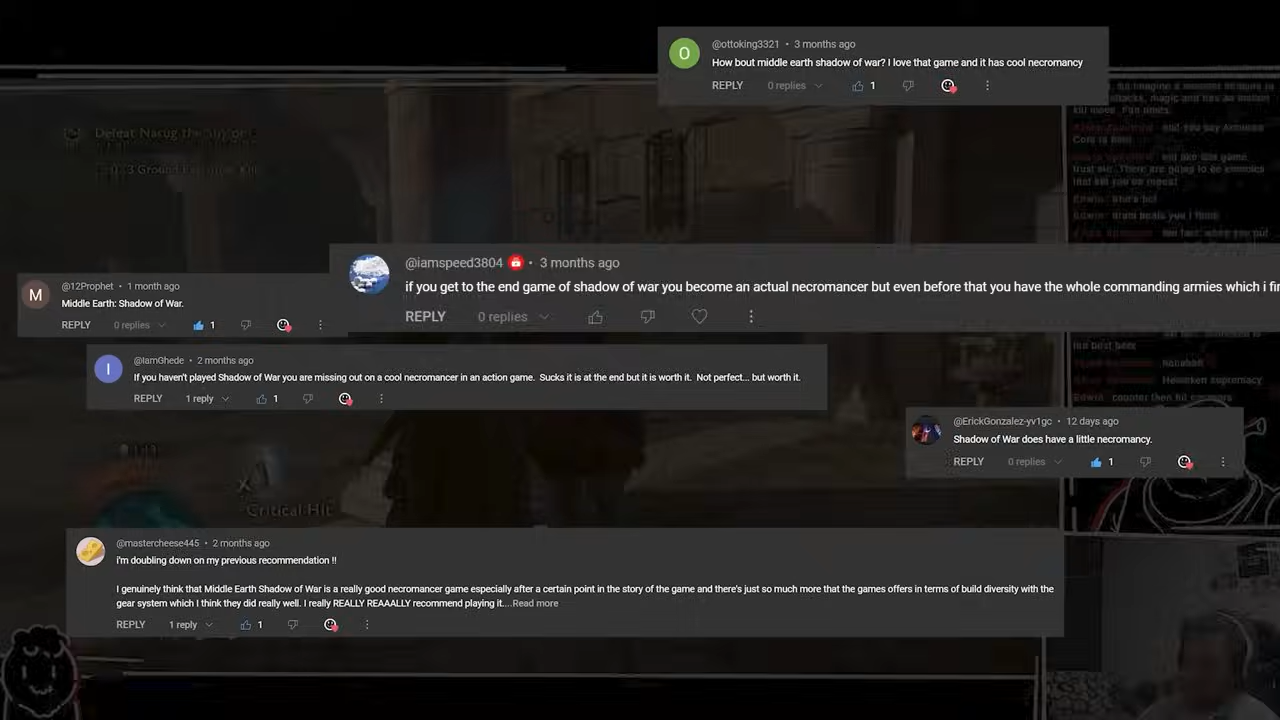 @ottoking3321 • 3 months ago
How bout middle earth shadow of war? I love that game and it has cool necromancy
REPLY 0 replies 1
@iamspeed3804 • 3 months ago
if you get to the end game of shadow of war you become an actual necromancer but even before that you have the whole commanding armies which i fi
REPLY 0 replies
M
@12Prophet • 1 month ago
Middle Earth: Shadow of War.
REPLY 0 replies 1
I
@IamGhede • 2 months ago
If you haven't played Shadow of War you are missing out on a cool necromancer in an action game. Sucks it is at the end but it is worth it. Not perfect... but worth it.
REPLY 1 reply 1
@ErickGonzalez-yv1gc • 12 days ago
Shadow of War does have a little necromancy.
REPLY 0 replies 1
Critical Hit
@mastercheese445 • 2 months ago
i'm doubling down on my previous recommendation !!
I genuinely think that Middle Earth Shadow of War is a really good necromancer game especially after a certain point in the story of the game and there's just so much more that the games offers in terms of build diversity with the
gear system which I think they did really well. I really REALLY REAAALLY recommend playing it....Read more
REPLY 1 reply 1